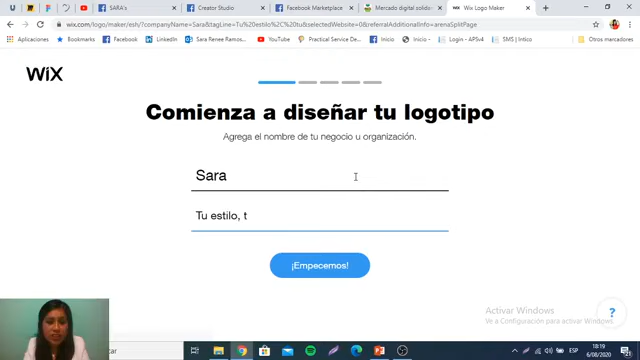 SARA's
Creator Studio
Facebook Marketplace
Mercado digital solida
Wix Logo Maker
wix.com/logo/maker/esh/?companyName=Sara&tagLine=Tu%20Estilo%2C%20tu&selectedWebsite=0&referralAdditionalInfo=arenaSplitPage
Aplicaciones
Bookmarks
Facebook
LinkedIn
Sara Renee Ramos...
YouTube
Practical Service De...
Inicio
Inicio -
Login - APSv4
SMS | Intico
Otros marcadores
WiX
Comienza a diseñar tu logotipo
Agrega el nombre de tu negocio u organización.
Sara
Tu estilo, t
¡Empecemos!
Activar Windows
Ve a Configuración para activar Windows.
?
car
ESP
18:19
6/08/2020